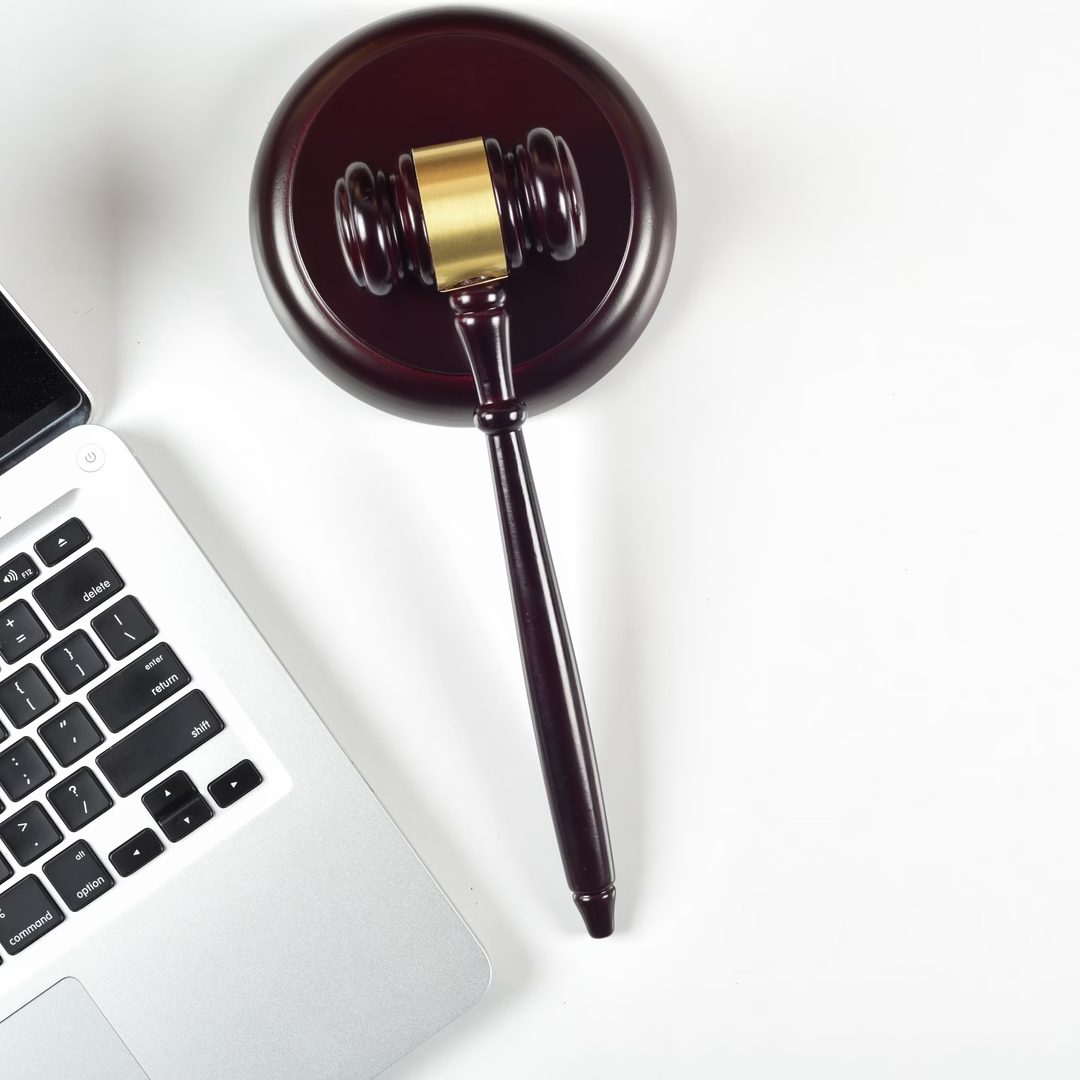 F12
delete
+
=
|
\
}
]
{
[
enter
return
"
,
shift
:
;
?
/
>
.
alt
option
command